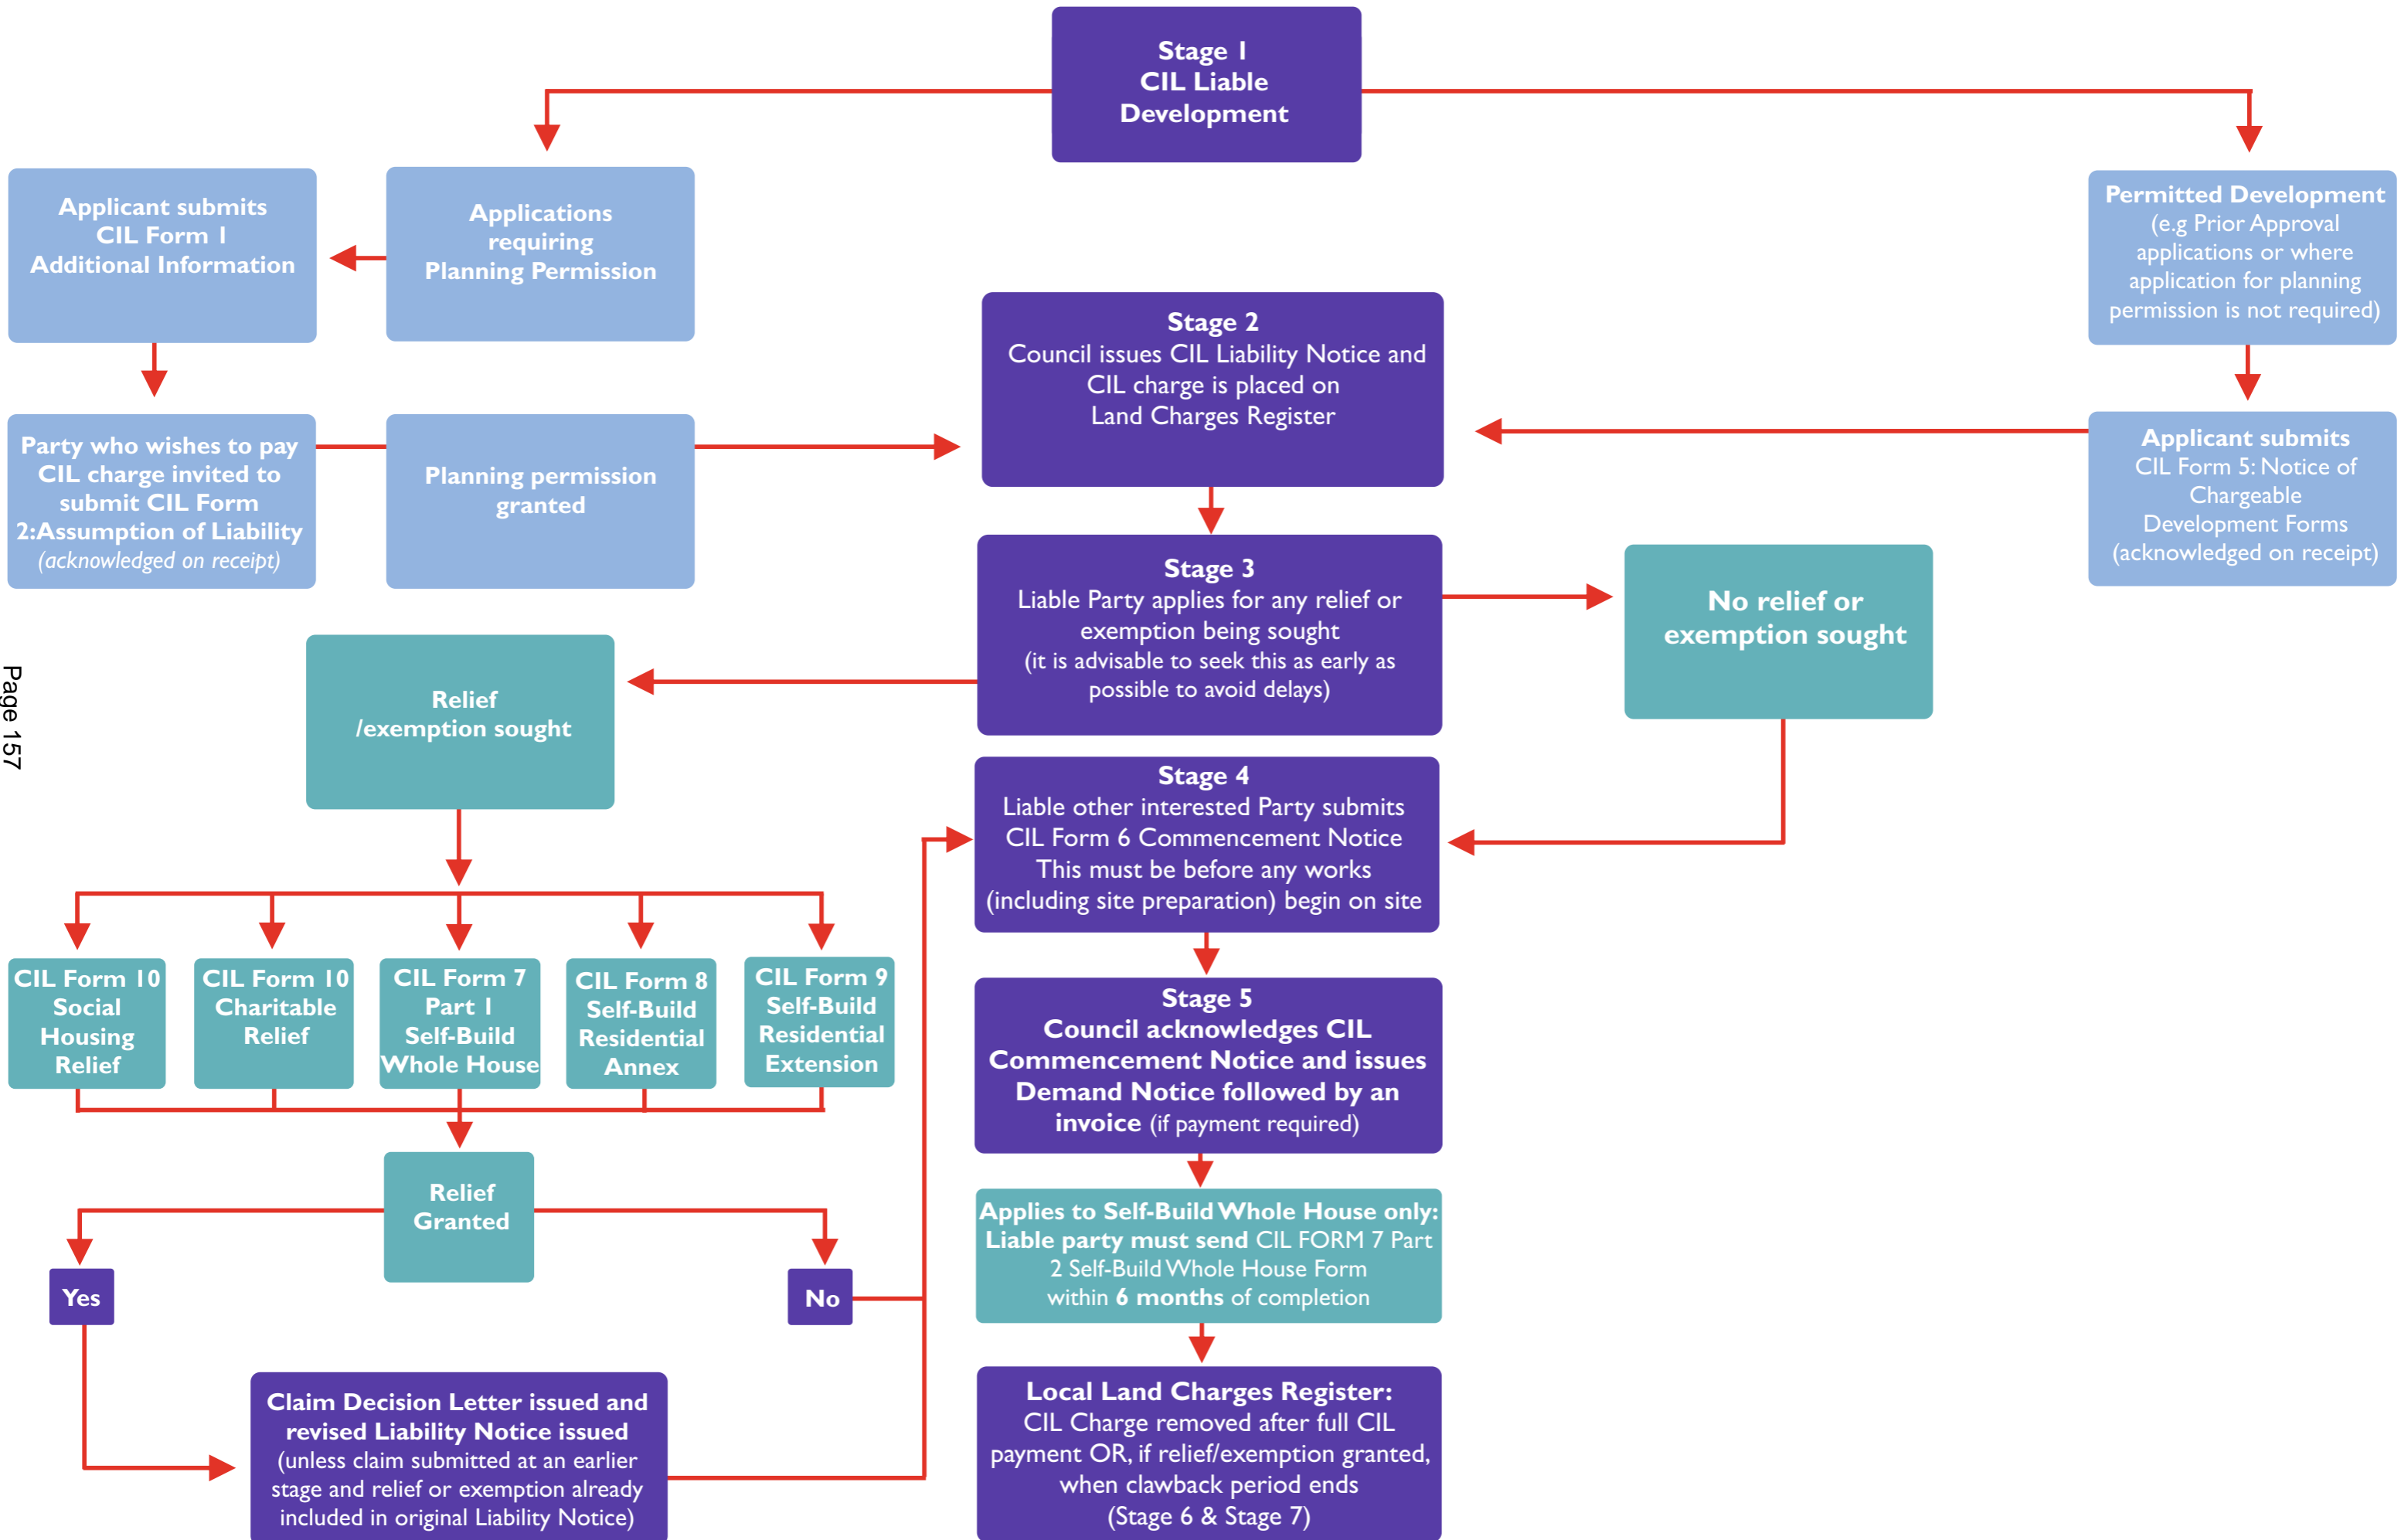 Stage 1
CIL Liable
Development
Applicant submits
CIL Form 1
Additional Information
Applications
requiring
Planning Permission
Permitted Development
(e.g Prior Approval
applications or where
application for planning
permission is not required)
Stage 2
Council issues CIL Liability Notice and
CIL charge is placed on
Land Charges Register
Party who wishes to pay
CIL charge invited to
submit CIL Form
2:Assumption of Liability
(acknowledged on receipt)
Planning permission
granted
Applicant submits
CIL Form 5: Notice of
Chargeable
Development Forms
(acknowledged on receipt)
Stage 3
Liable Party applies for any relief or
exemption being sought
(it is advisable to seek this as early as
possible to avoid delays)
No relief or
exemption sought
Relief
/exemption sought
Page 157
Stage 4
Liable other interested Party submits
CIL Form 6 Commencement Notice
This must be before any works
(including site preparation) begin on site
CIL Form 10
Social
Housing
Relief
CIL Form 10
Charitable
Relief
CIL Form 7
Part 1
Self-Build
Whole House
CIL Form 8
Self-Build
Residential
Annex
CIL Form 9
Self-Build
Residential
Extension
Stage 5
Council acknowledges CIL
Commencement Notice and issues
Demand Notice followed by an
invoice (if payment required)
Relief
Granted
Yes
No
Applies to Self-Build Whole House only:
Liable party must send CIL FORM 7 Part
2 Self-Build Whole House Form
within 6 months of completion
Claim Decision Letter issued and
revised Liability Notice issued
(unless claim submitted at an earlier
stage and relief or exemption already
included in original Liability Notice)
Local Land Charges Register:
CIL Charge removed after full CIL
payment OR, if relief/exemption granted,
when clawback period ends
(Stage 6 & Stage 7)